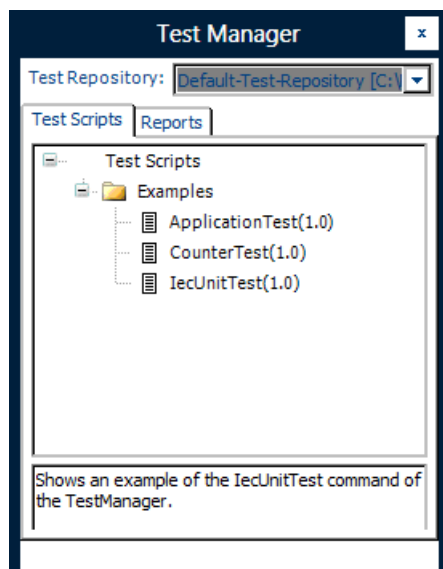 Test Manager x
Test Repository: Default-Test-Repository [C:\
Test Scripts Reports
Test Scripts
Examples
ApplicationTest(1.0)
CounterTest(1.0)
IecUnitTest(1.0)
Shows an example of the IecUnitTest command of
the TestManager.